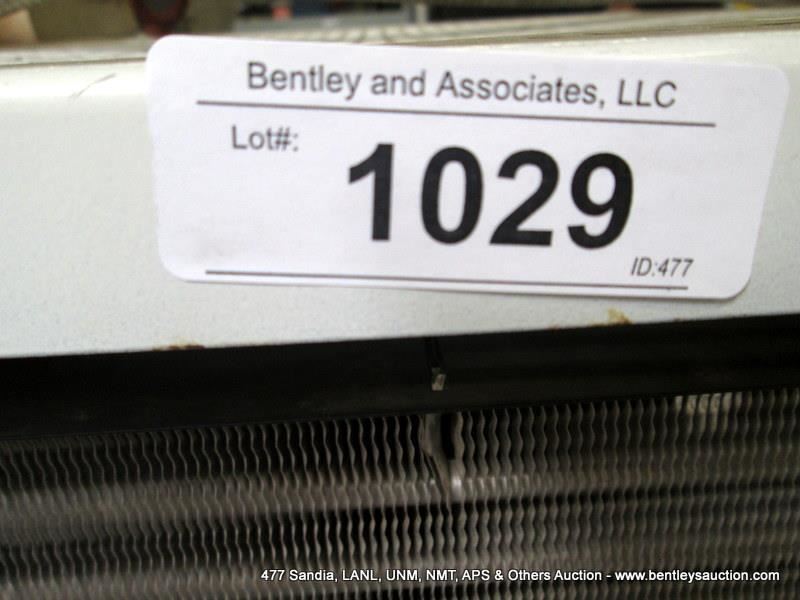 Bentley and Associates, LLC
Lot#:
1029
ID:477
477 Sandia, LANL, UNM, NMT, APS & Others Auction - www.bentleysauction.com